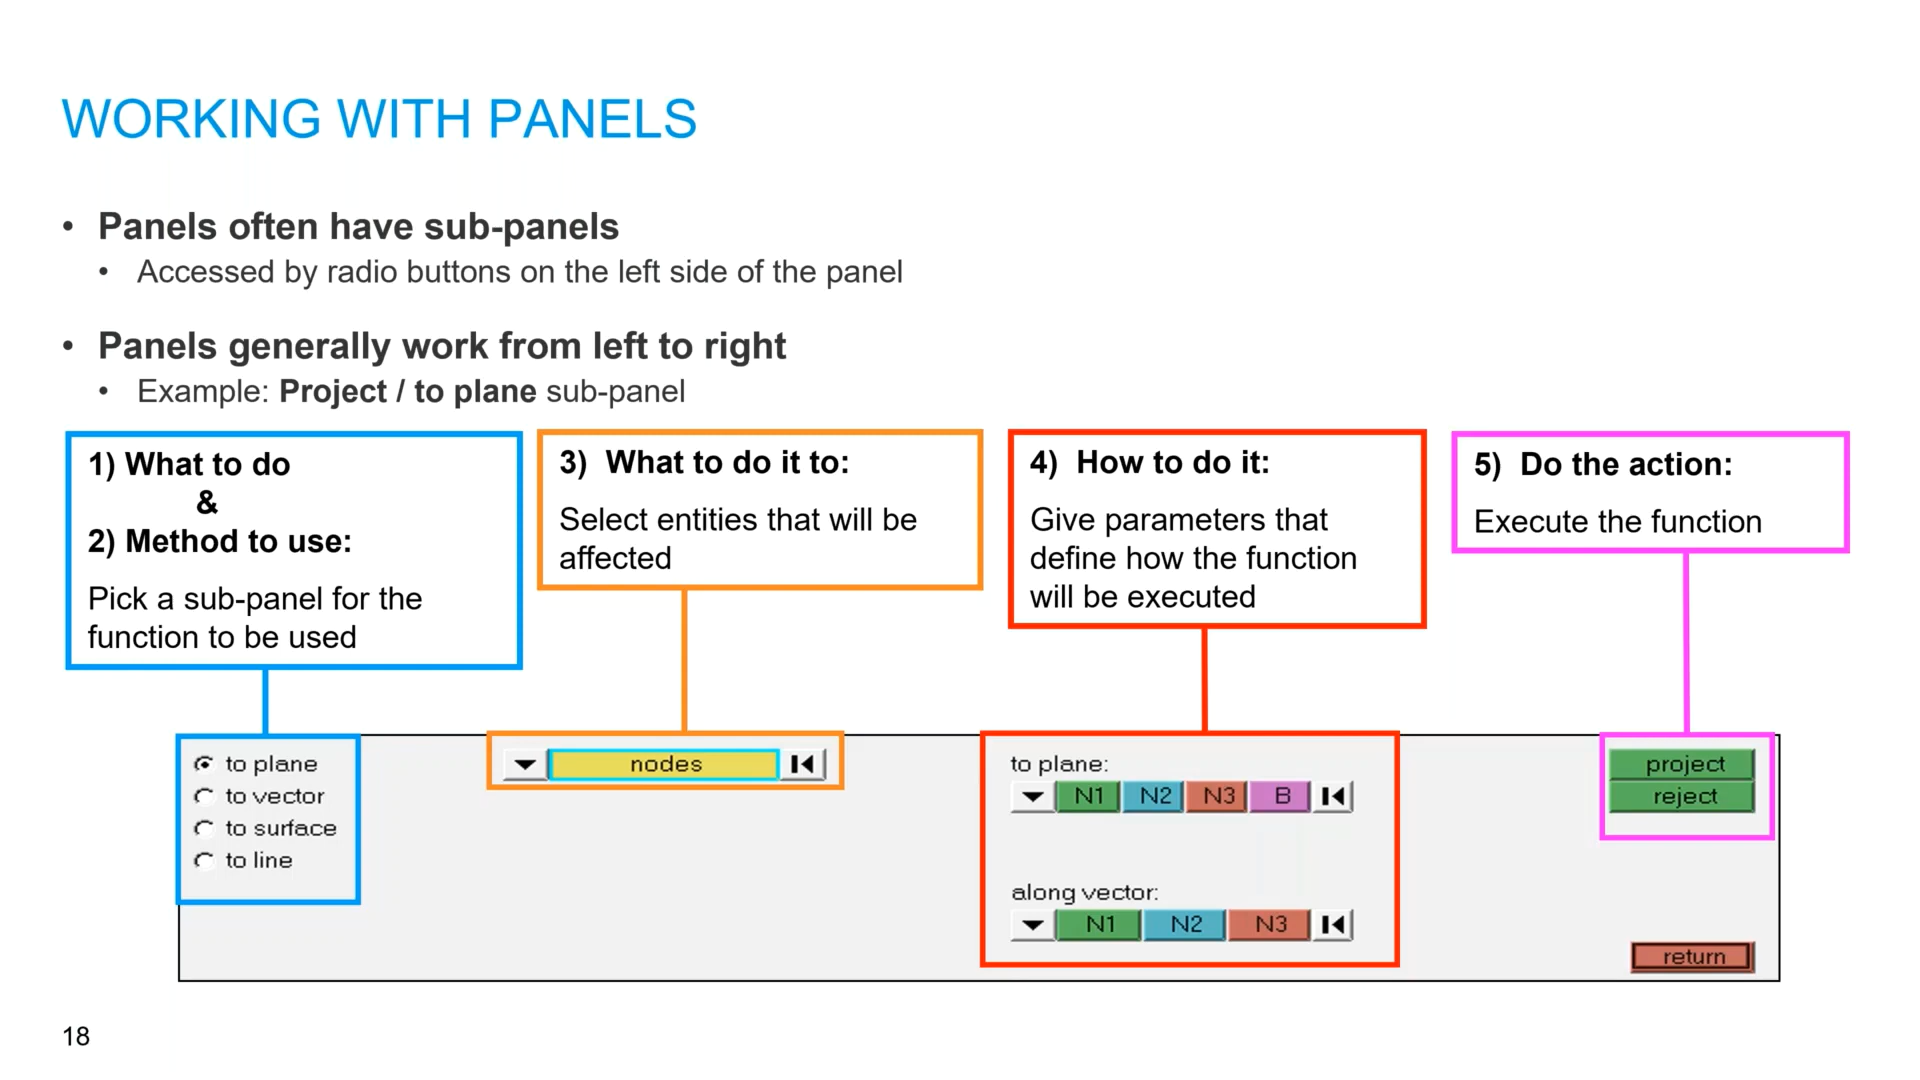 WORKING WITH PANELS
• Panels often have sub-panels
• Accessed by radio buttons on the left side of the panel
• Panels generally work from left to right
• Example: Project / to plane sub-panel
1) What to do
&
2) Method to use:
Pick a sub-panel for the
function to be used
3) What to do it to:
Select entities that will be
affected
4) How to do it:
Give parameters that
define how the function
will be executed
5) Do the action:
Execute the function
to plane
to vector
to surface
to line
nodes
to plane:
N1 N2 N3 B
along vector:
N1 N2 N3
project
reject
return
18